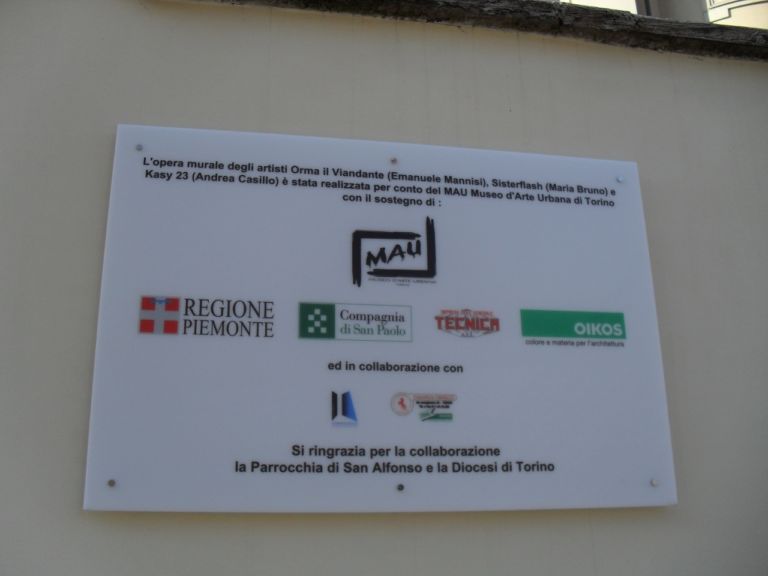 L'opera murale degli artisti Orma il Viandante (Emanuele Mannisi), Sisterflash (Maria Bruno) e
Kasy 23 (Andrea Casillo) è stata realizzata per conto del MAU Museo d'Arte Urbana di Torino
con il sostegno di :
MAU
REGIONE
PIEMONTE
Compagnia
di San Paolo
TECNICA
OIKOS
colore e materia per l'architettura
ed in collaborazione con
Si ringrazia per la collaborazione
la Parrocchia di San Alfonso e la Diocesi di Torino